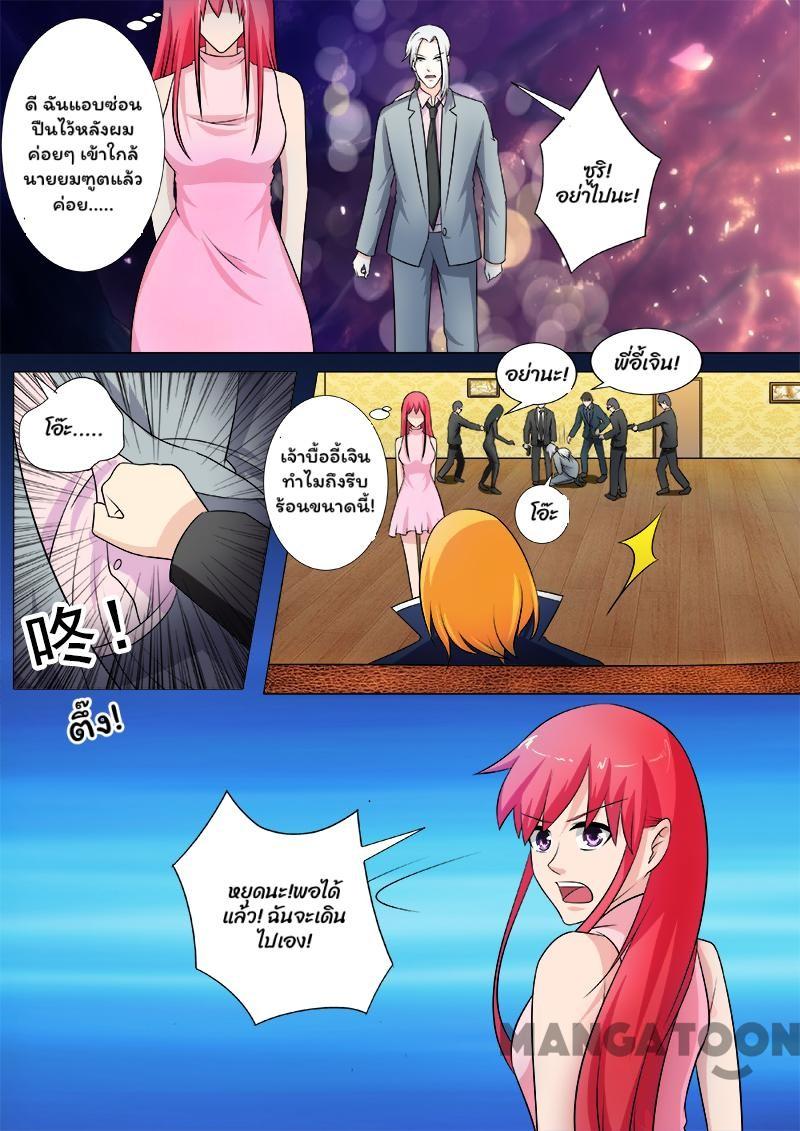 ดี ฉันแอบซ่อน
ปืนไว้หลังผม
ค่อยๆ เข้าใกล้
นายยมฑูตแล้ว
ค่อย.....
ซูริ!
อย่าไปนะ!
พี่อี้เจิน!
อย่านะ!
โอ๊ะ.....
เจ้าบื้ออี้เจิน
ทำไมถึงรีบ
ร้อนขนาดนี้!
โอ๊ะ
咚!
ตึ๊ง!
หยุดนะ!พอได้
แล้ว! ฉันจะเดิน
ไปเอง!
MANGATOON